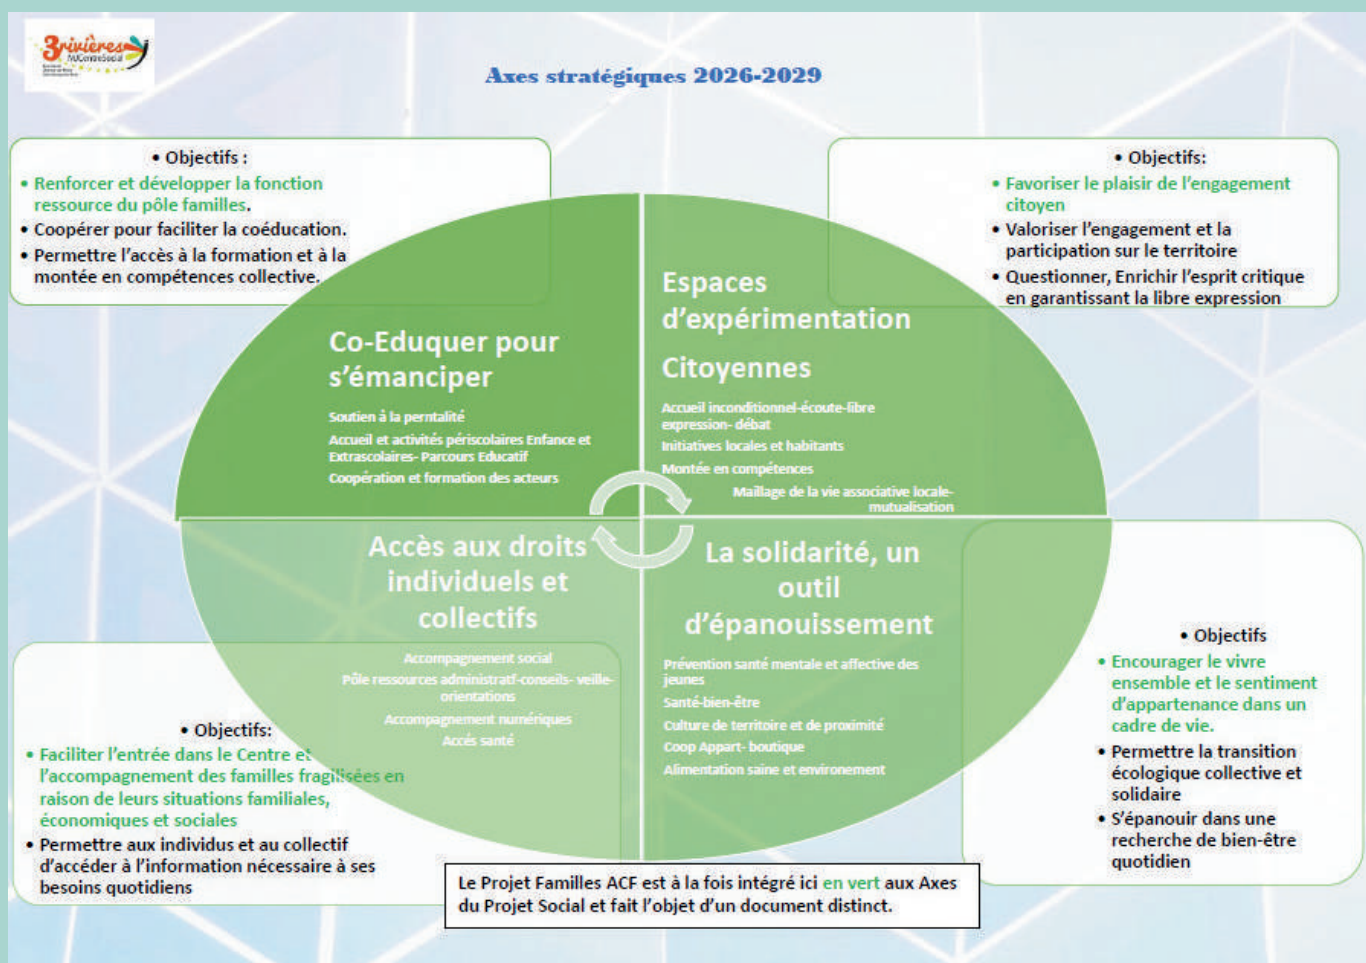 3rivières
MJCentreSocial
Axes stratégiques 2026-2029
• Objectifs :
• Renforcer et développer la fonction
ressource du pôle familles.
• Coopérer pour faciliter la coéducation.
• Permettre l'accès à la formation et à la
montée en compétences collective.
• Objectifs:
• Favoriser le plaisir de l'engagement
citoyen
• Valoriser l'engagement et la
participation sur le territoire
• Questionner, Enrichir l'esprit critique
en garantissant la libre expression
Co-Eduquer pour
s'émanciper
Soutien à la perntalité
Accueil et activités périscolaires Enfance et
Extrascolaires- Parcours Educatif
Coopération et formation des acteurs
Espaces
d'expérimentation
Citoyennes
Accueil inconditionnel-écoute-libre
expression- débat
Initiatives locales et habitants
Montée en compétences
Maillage de la vie associative locale-
mutualisation
Accès aux droits
individuels et
collectifs
Accompagnement social
Pôle ressources administratf-conseils- veille-
orientations
Accompagnement numériques
Accés santé
La solidarité, un
outil
d'épanouissement
Prévention santé mentale et affective des
jeunes
Santé-bien-être
Culture de territoire et de proximité
Coop Appart- boutique
Alimentation saine et environement
• Objectifs:
• Faciliter l'entrée dans le Centre et
l'accompagnement des familles fragilisées en
raison de leurs situations familiales,
économiques et sociales
• Permettre aux individus et au collectif
d'accéder à l'information nécessaire à ses
besoins quotidiens
• Objectifs
• Encourager le vivre
ensemble et le sentiment
d'appartenance dans un
cadre de vie.
• Permettre la transition
écologique collective et
solidaire
• S'épanouir dans une
recherche de bien-être
quotidien
Le Projet Familles ACF est à la fois intégré ici en vert aux Axes
du Projet Social et fait l'objet d'un document distinct.